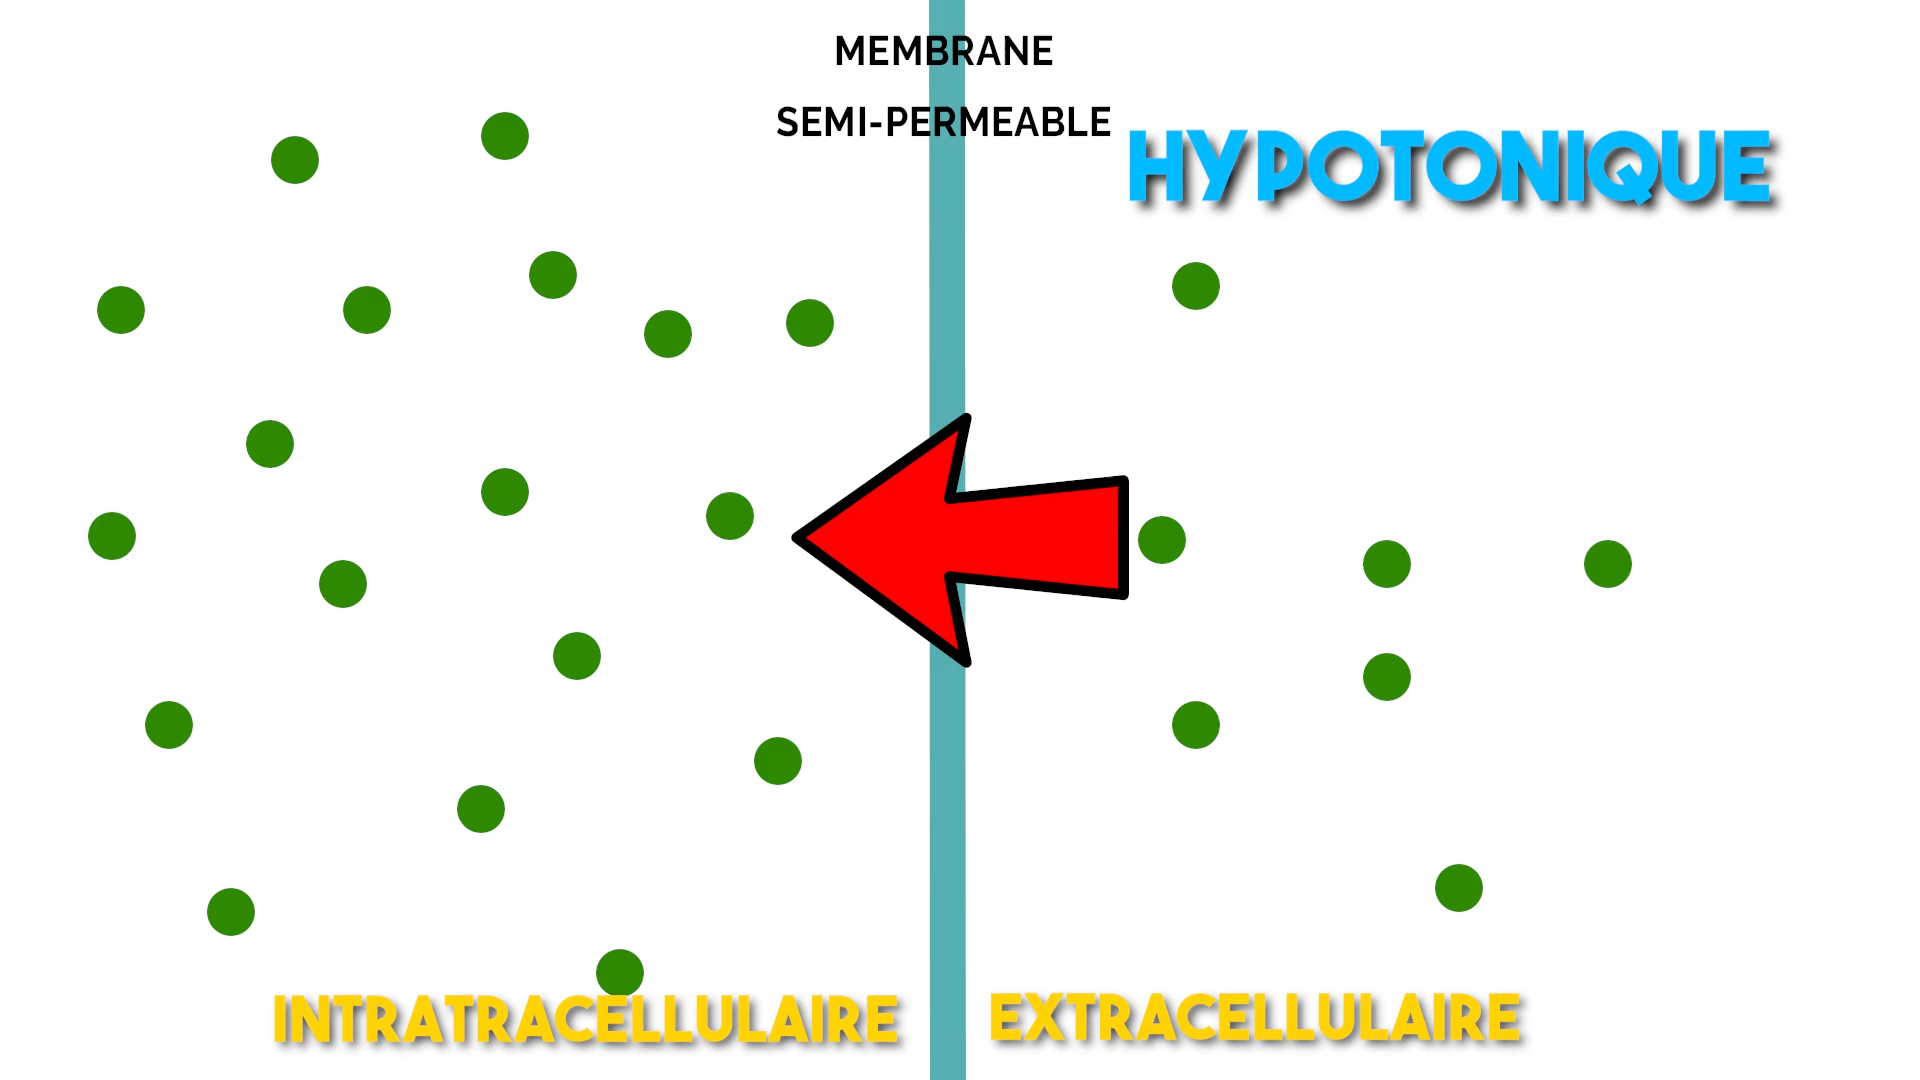 MEMBRANE
SEMI-PERMEABLE
HYPOTONIQUE
INTRATRACELLULAIRE
EXTRACELLULAIRE